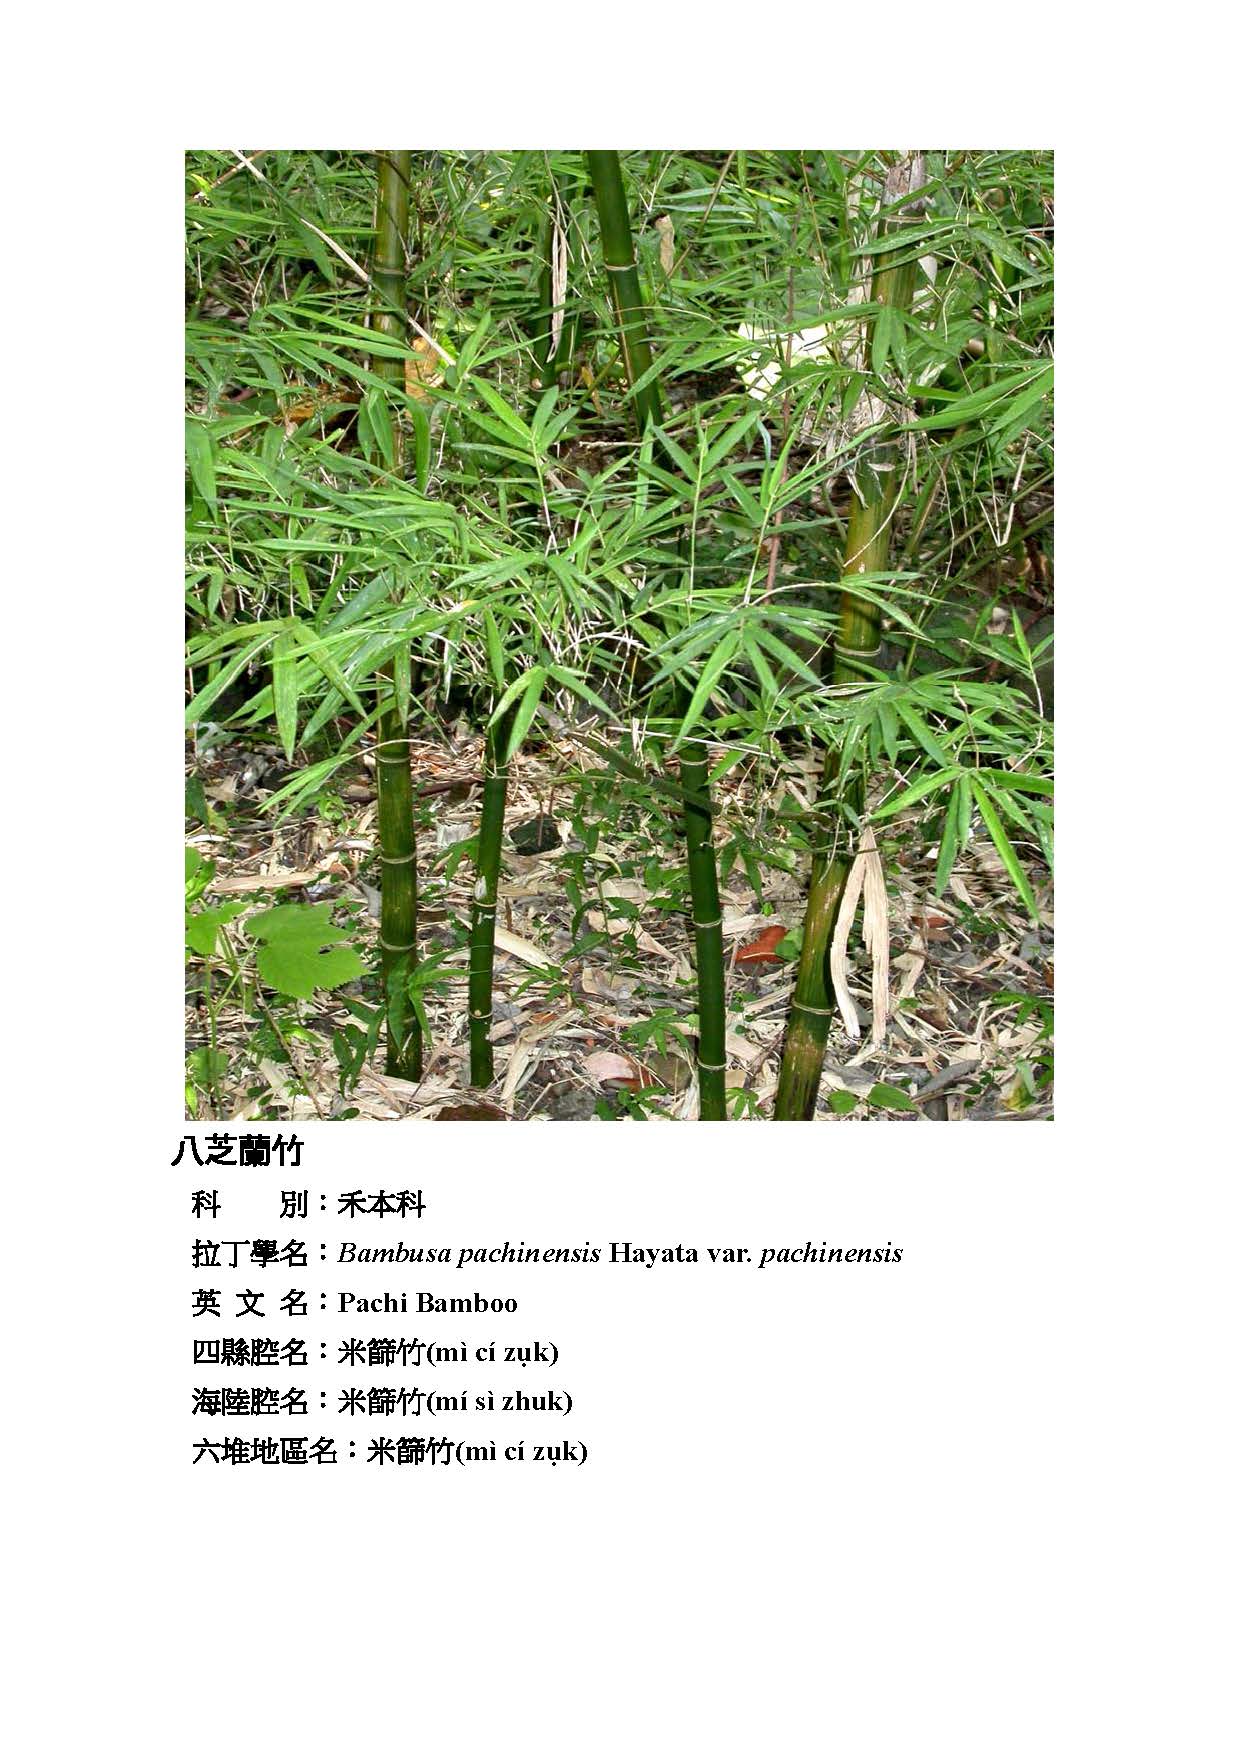 八芝蘭竹
科　　別：禾本科
拉丁學名：Bambusa pachinensis Hayata var. pachinensis
英 文 名：Pachi Bamboo
四縣腔名：米篩竹(mì cí zụk)
海陸腔名：米篩竹(mí sì zhuk)
六堆地區名：米篩竹(mì cí zụk)